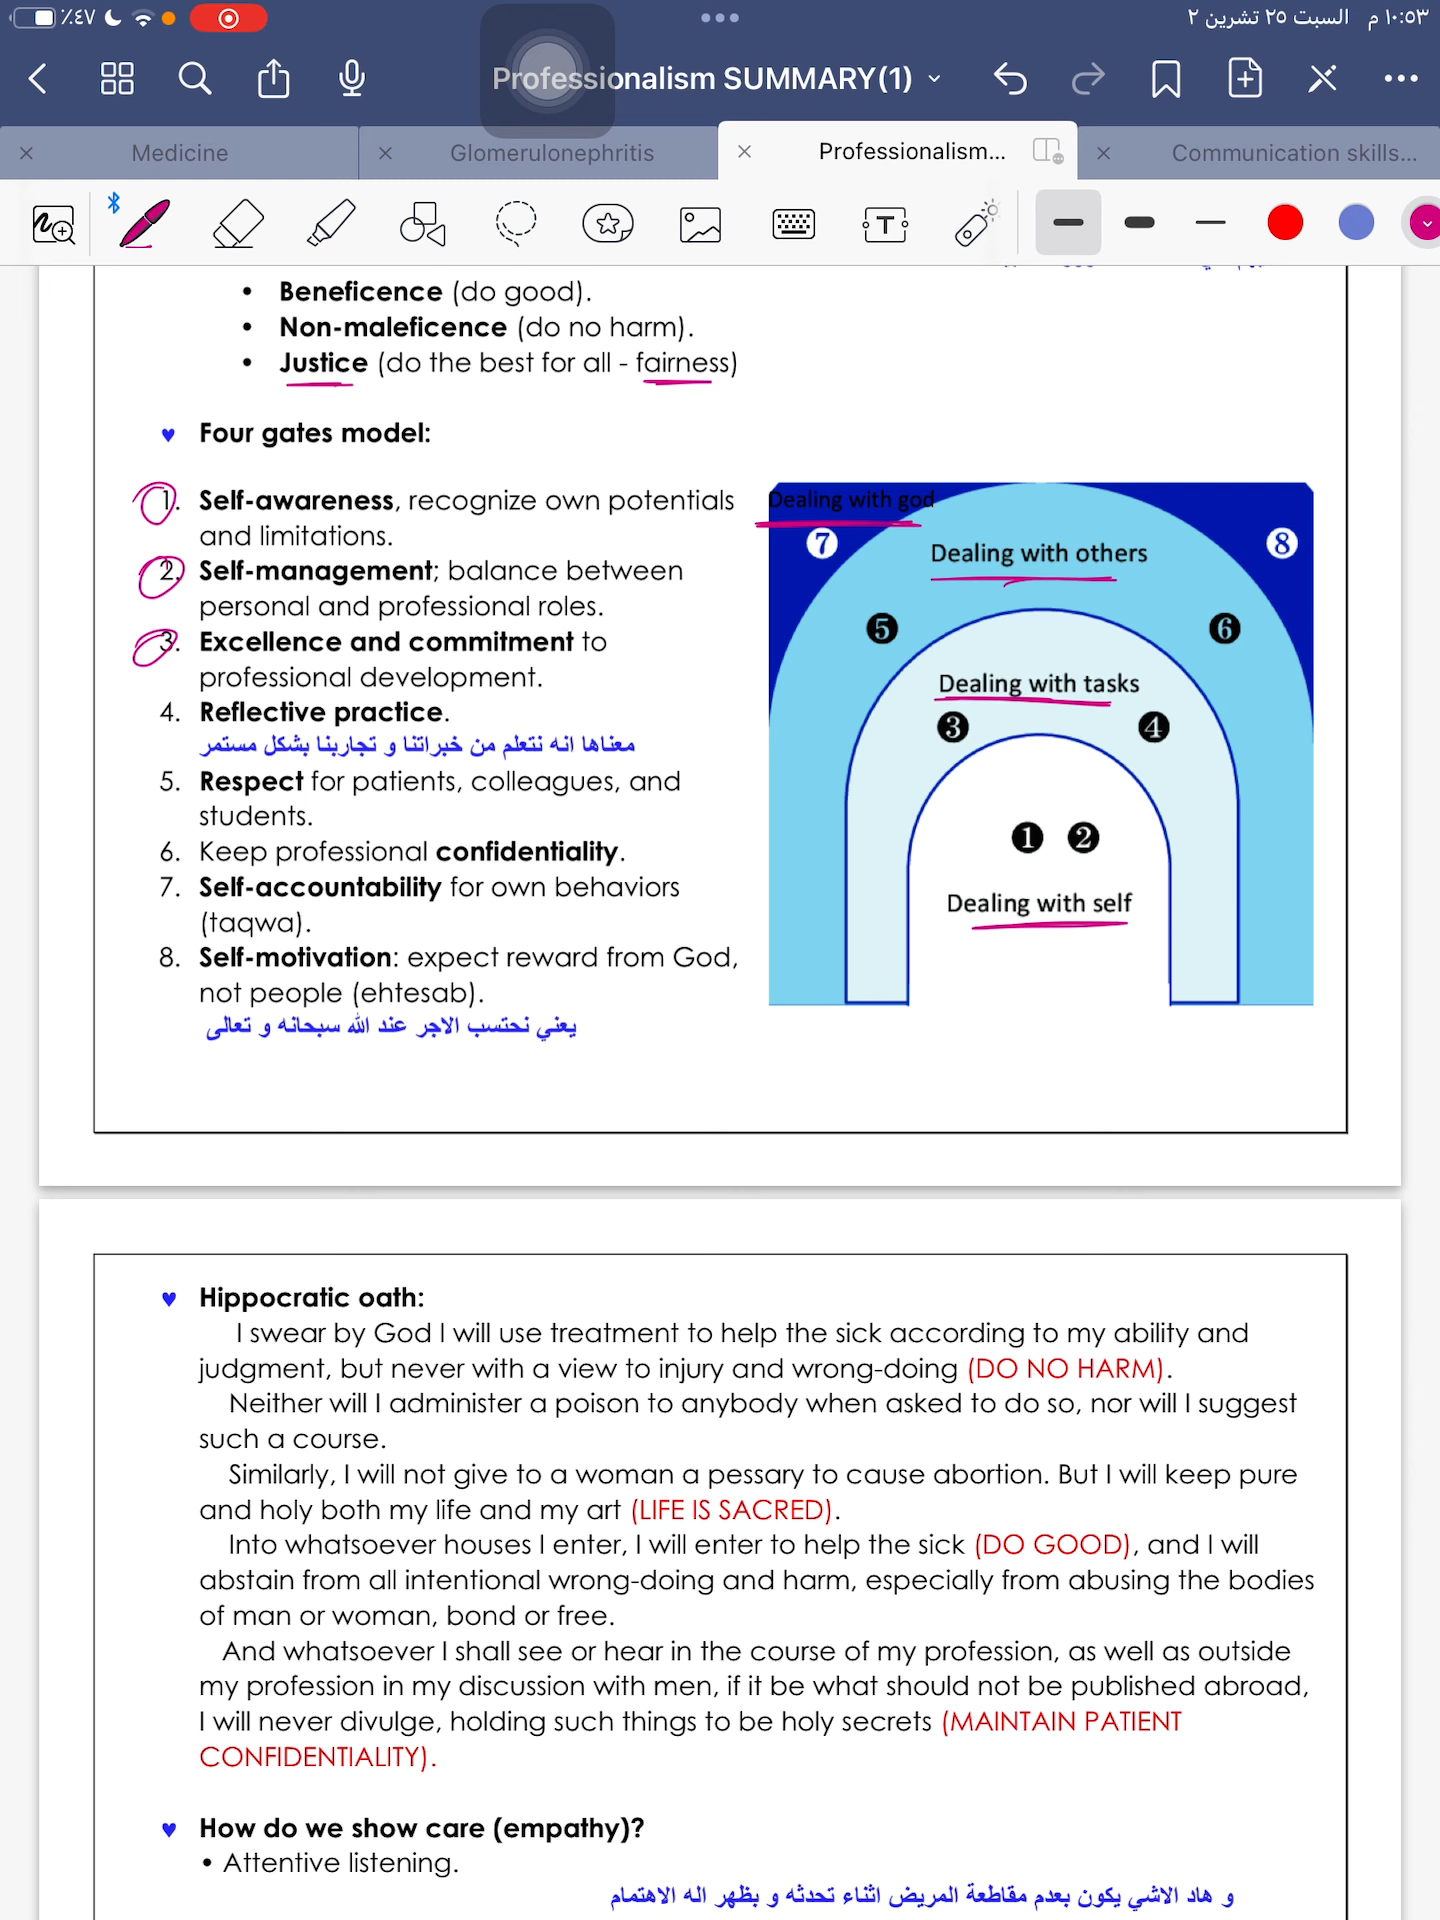 ٪٤٧
١٠:٥٣ م السبت ٢٥ تشرين ٢
Professionalism SUMMARY(1)
Medicine
Glomerulonephritis
Professionalism...
Communication skills...
• Beneficence (do good).
• Non-maleficence (do no harm).
• Justice (do the best for all - fairness)
♥ Four gates model:
1. Self-awareness, recognize own potentials
and limitations.
2. Self-management; balance between
personal and professional roles.
3. Excellence and commitment to
professional development.
4. Reflective practice.
معناها انه نتعلم من خبراتنا و تجاربنا بشكل مستمر
5. Respect for patients, colleagues, and
students.
6. Keep professional confidentiality.
7. Self-accountability for own behaviors
(taqwa).
8. Self-motivation: expect reward from God,
not people (ehtesab).
يعني نحتسب الاجر عند الله سبحانه و تعالى
Dealing with god
7 8
Dealing with others
5 6
Dealing with tasks
3 4
1 2
Dealing with self
♥ Hippocratic oath:
I swear by God I will use treatment to help the sick according to my ability and
judgment, but never with a view to injury and wrong-doing (DO NO HARM).
Neither will I administer a poison to anybody when asked to do so, nor will I suggest
such a course.
Similarly, I will not give to a woman a pessary to cause abortion. But I will keep pure
and holy both my life and my art (LIFE IS SACRED).
Into whatsoever houses I enter, I will enter to help the sick (DO GOOD), and I will
abstain from all intentional wrong-doing and harm, especially from abusing the bodies
of man or woman, bond or free.
And whatsoever I shall see or hear in the course of my profession, as well as outside
my profession in my discussion with men, if it be what should not be published abroad,
I will never divulge, holding such things to be holy secrets (MAINTAIN PATIENT
CONFIDENTIALITY).
♥ How do we show care (empathy)?
• Attentive listening.
و هاد الاشي يكون بعدم مقاطعة المريض اثناء تحدثه و بظهر اله الاهتمام